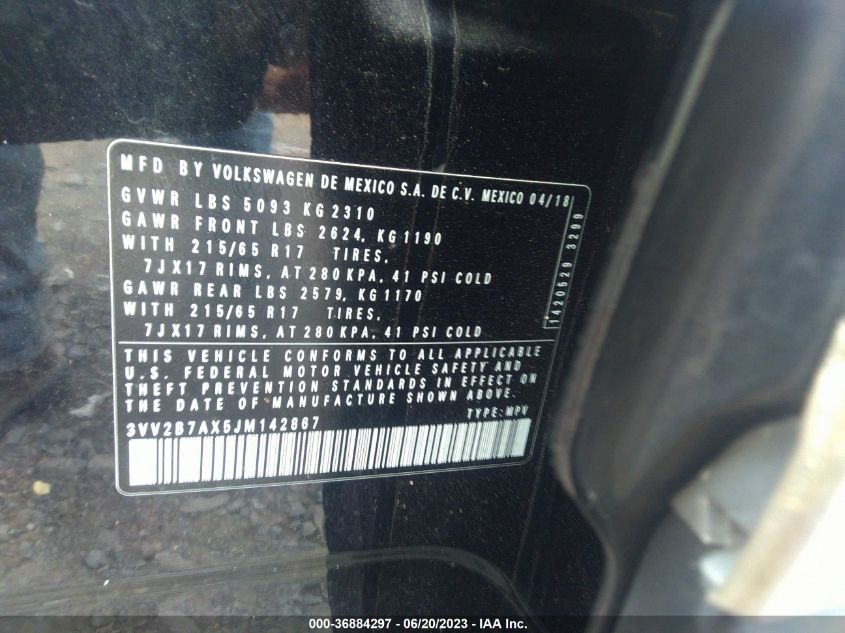 MFD BY VOLKSWAGEN DE MEXICO S.A. DE C.V. MEXICO 04/18
GVWR LBS 5093 KG 2310
GAWR FRONT LBS 2624, KG 1190
WITH 215/65 R17 TIRES,
7JX17 RIMS, AT 280 KPA, 41 PSI COLD
GAWR REAR LBS 2579, KG 1170
WITH 215/65 R17 TIRES,
7JX17 RIMS, AT 280 KPA, 41 PSI COLD
1420529 3299
THIS VEHICLE CONFORMS TO ALL APPLICABLE
U.S. FEDERAL MOTOR VEHICLE SAFETY AND
THEFT PREVENTION STANDARDS IN EFFECT ON
THE DATE OF MANUFACTURE SHOWN ABOVE.
3VV2B7AX5JM142867 TYPE: MPV
000-36884297 - 06/20/2023 - IAA Inc.